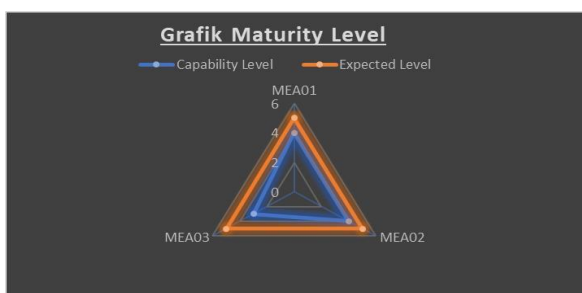 Grafik Maturity Level
Capability Level Expected Level
MEA01
6
4
2
0
MEA03 MEA02